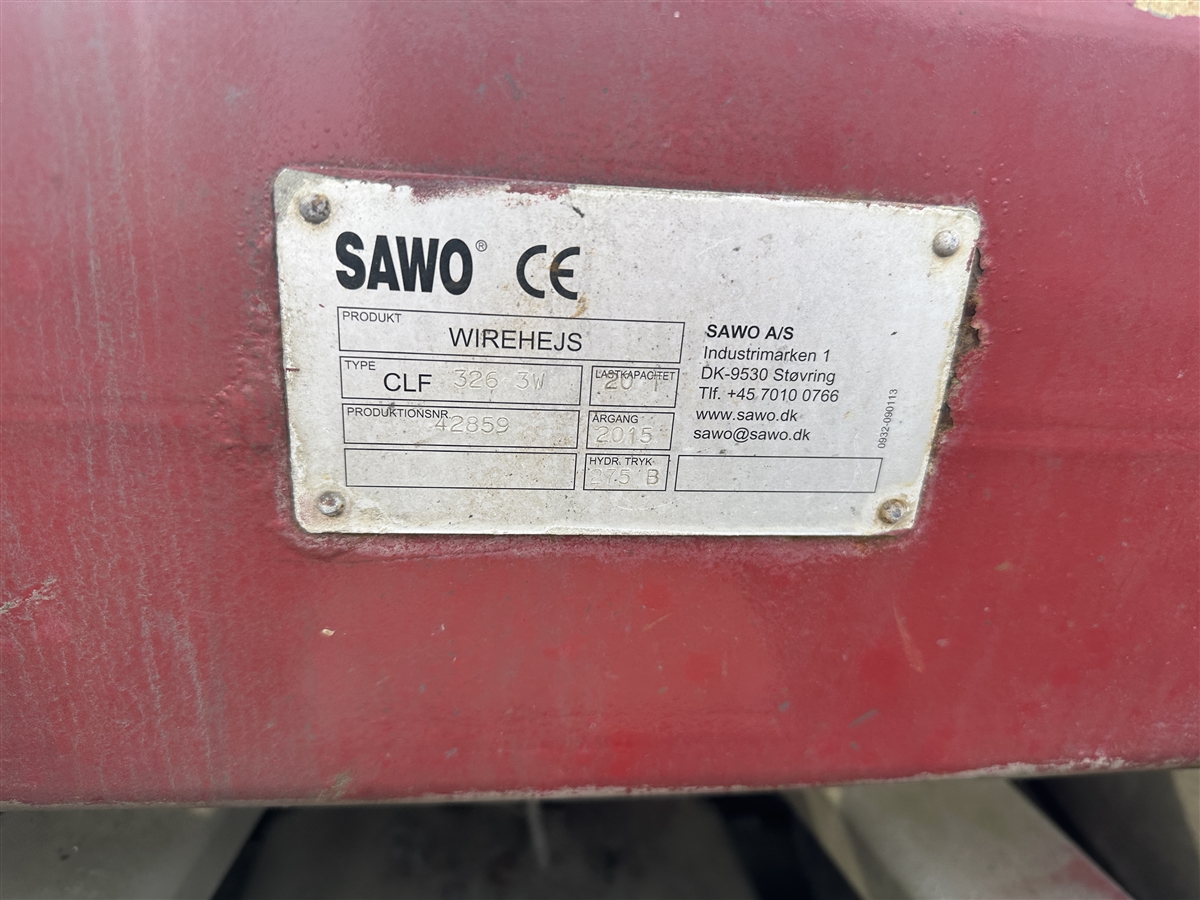 SAWO® CE
PRODUKT
WIREHEJS
TYPE
CLF 326 3W
LASTKAPACITET
20 T
PRODUKTIONSNR.
42859
ÅRGANG
2015
HYDR. TRYK
275 B
SAWO A/S
Industrimarken 1
DK-9530 Støvring
Tlf. +45 7010 0766
www.sawo.dk
sawo@sawo.dk
0932-090113